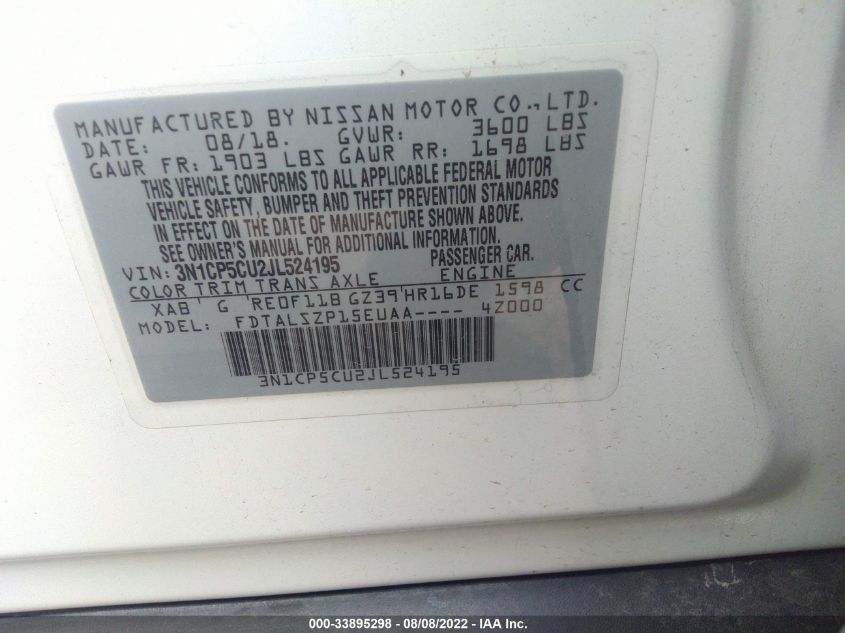 MANUFACTURED BY NISSAN MOTOR CO., LTD.
DATE: 08/18. GVWR: 3600 LBS
GAWR FR: 1903 LBS GAWR RR: 1698 LBS
THIS VEHICLE CONFORMS TO ALL APPLICABLE FEDERAL MOTOR
VEHICLE SAFETY, BUMPER AND THEFT PREVENTION STANDARDS
IN EFFECT ON THE DATE OF MANUFACTURE SHOWN ABOVE.
SEE OWNER'S MANUAL FOR ADDITIONAL INFORMATION.
VIN: 3N1CP5CU2JL524195 PASSENGER CAR.
COLOR TRIM TRANS AXLE ENGINE
XAB G RE0F11B GZ39 HR16DE 1598 CC
MODEL: FDTALSZP15EUAA---- 4Z000
3N1CP5CU2JL524195
000-33895298 - 08/08/2022 - IAA Inc.